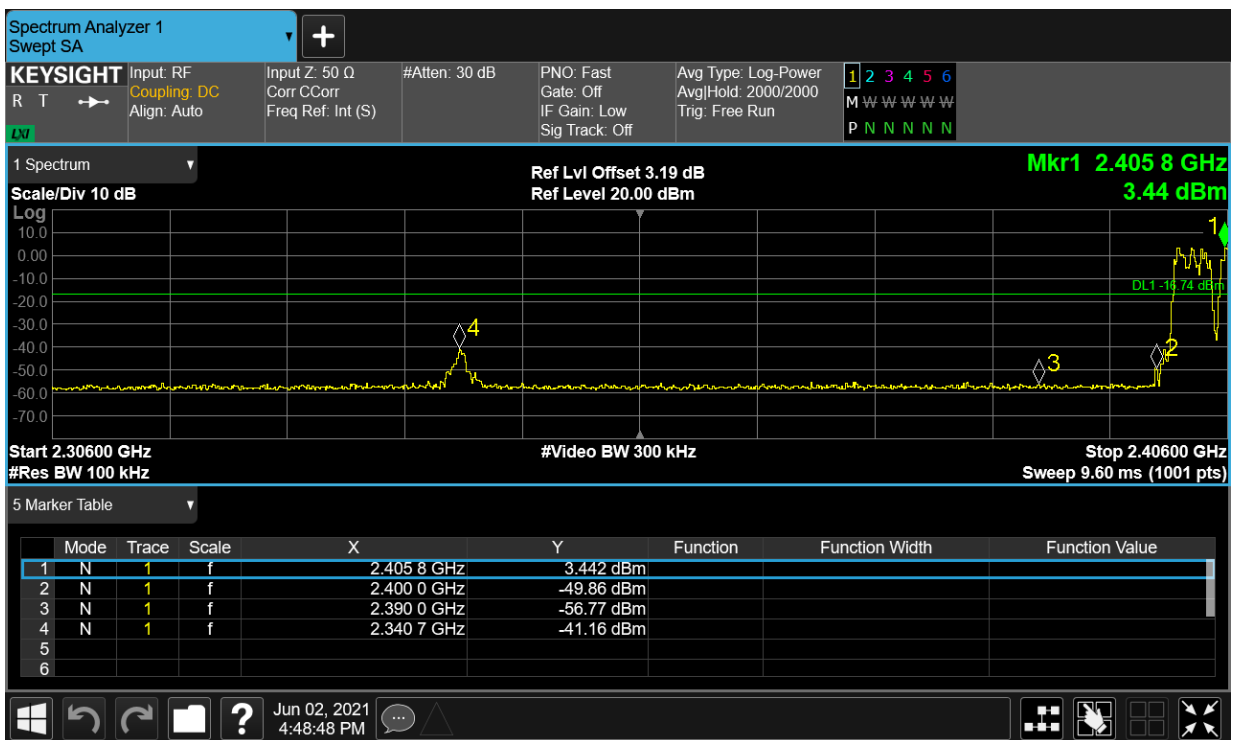 Spectrum Analyzer 1
Swept SA
KEYSIGHT
R T
LXI
Input: RF
Coupling: DC
Align: Auto
Input Z: 50 Ω
Corr CCorr
Freq Ref: Int (S)
#Atten: 30 dB
PNO: Fast
Gate: Off
IF Gain: Low
Sig Track: Off
Avg Type: Log-Power
Avg|Hold: 2000/2000
Trig: Free Run
1 2 3 4 5 6
M W W W W W
P N N N N N
1 Spectrum
Scale/Div 10 dB
Ref Lvl Offset 3.19 dB
Ref Level 20.00 dBm
Mkr1 2.405 8 GHz
3.44 dBm
Log
10.0
0.00
-10.0
-20.0
-30.0
-40.0
-50.0
-60.0
-70.0
1
DL1 -16.74 dBm
4
2
3
Start 2.30600 GHz
#Video BW 300 kHz
Stop 2.40600 GHz
#Res BW 100 kHz
Sweep 9.60 ms (1001 pts)
5 Marker Table
Mode Trace Scale X Y Function Function Width Function Value
1 N 1 f 2.405 8 GHz 3.442 dBm
2 N 1 f 2.400 0 GHz -49.86 dBm
3 N 1 f 2.390 0 GHz -56.77 dBm
4 N 1 f 2.340 7 GHz -41.16 dBm
5
6
?
Jun 02, 2021
4:48:48 PM